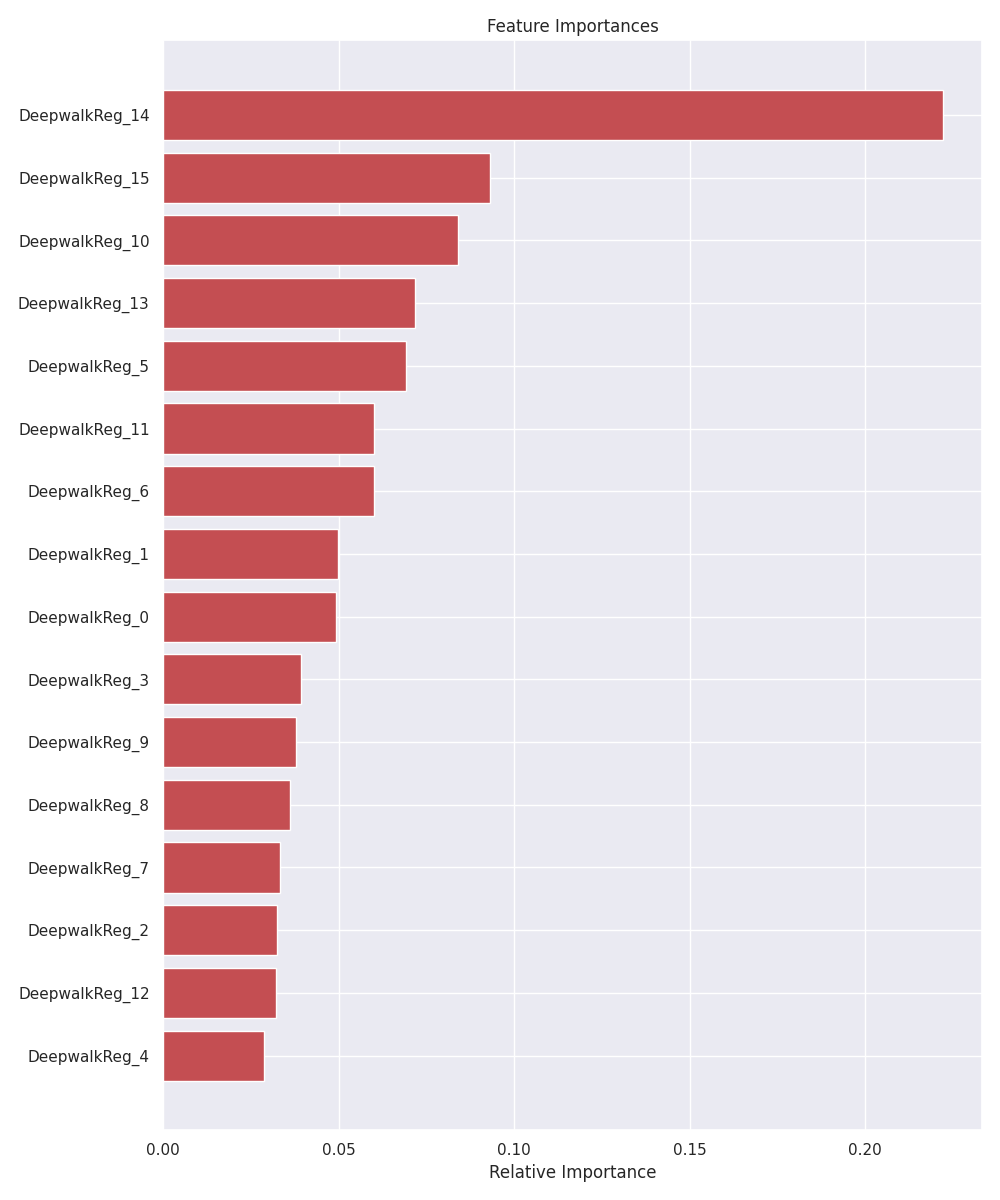 Feature Importances
DeepwalkReg_14
DeepwalkReg_15
DeepwalkReg_10
DeepwalkReg_13
DeepwalkReg_5
DeepwalkReg_11
DeepwalkReg_6
DeepwalkReg_1
DeepwalkReg_0
DeepwalkReg_3
DeepwalkReg_9
DeepwalkReg_8
DeepwalkReg_7
DeepwalkReg_2
DeepwalkReg_12
DeepwalkReg_4
0.00 0.05 0.10 0.15 0.20
Relative Importance